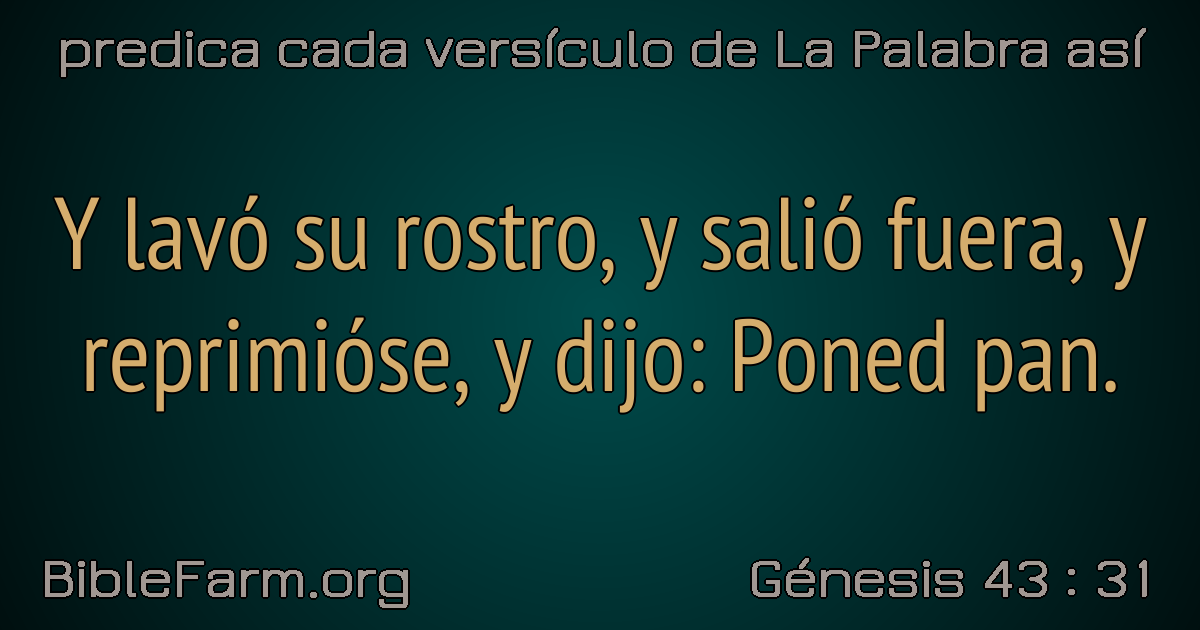 predica cada versículo de La Palabra así
Y lavó su rostro, y salió fuera, y
reprimióse, y dijo: Poned pan.
BibleFarm.org
Génesis 43 : 31